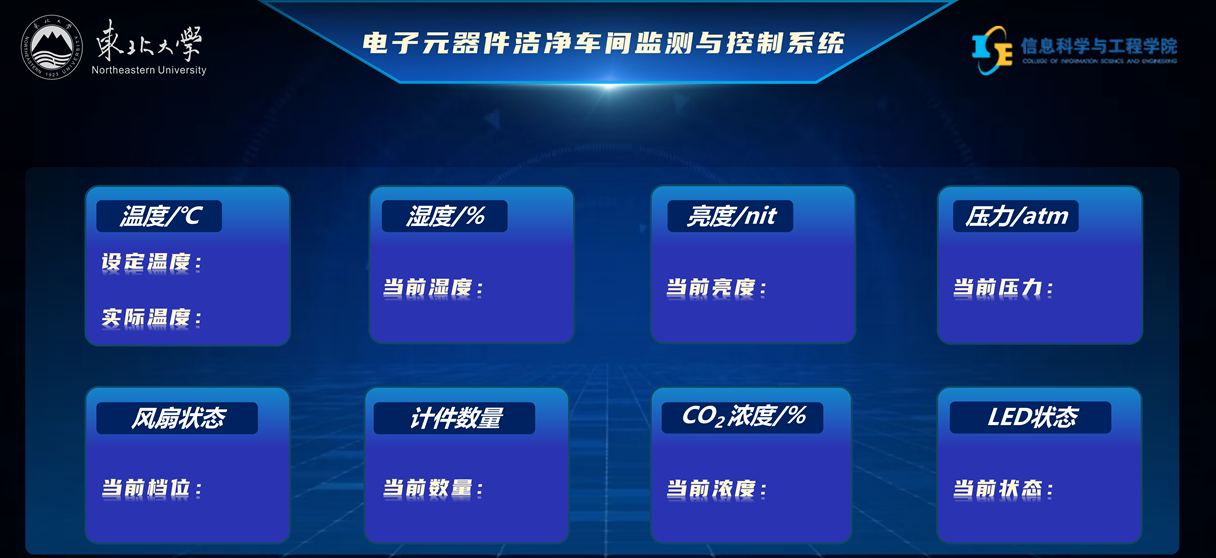 東北大学
Northeastern University
电子元器件洁净车间监测与控制系统
信息科学与工程学院
COLLEGE OF INFORMATION SCIENCE AND ENGINEERING
温度/℃
设定温度：
实际温度：
湿度/%
当前湿度：
亮度/nit
当前亮度：
压力/atm
当前压力：
风扇状态
当前档位：
计件数量
当前数量：
CO₂浓度/%
当前浓度：
LED状态
当前状态：